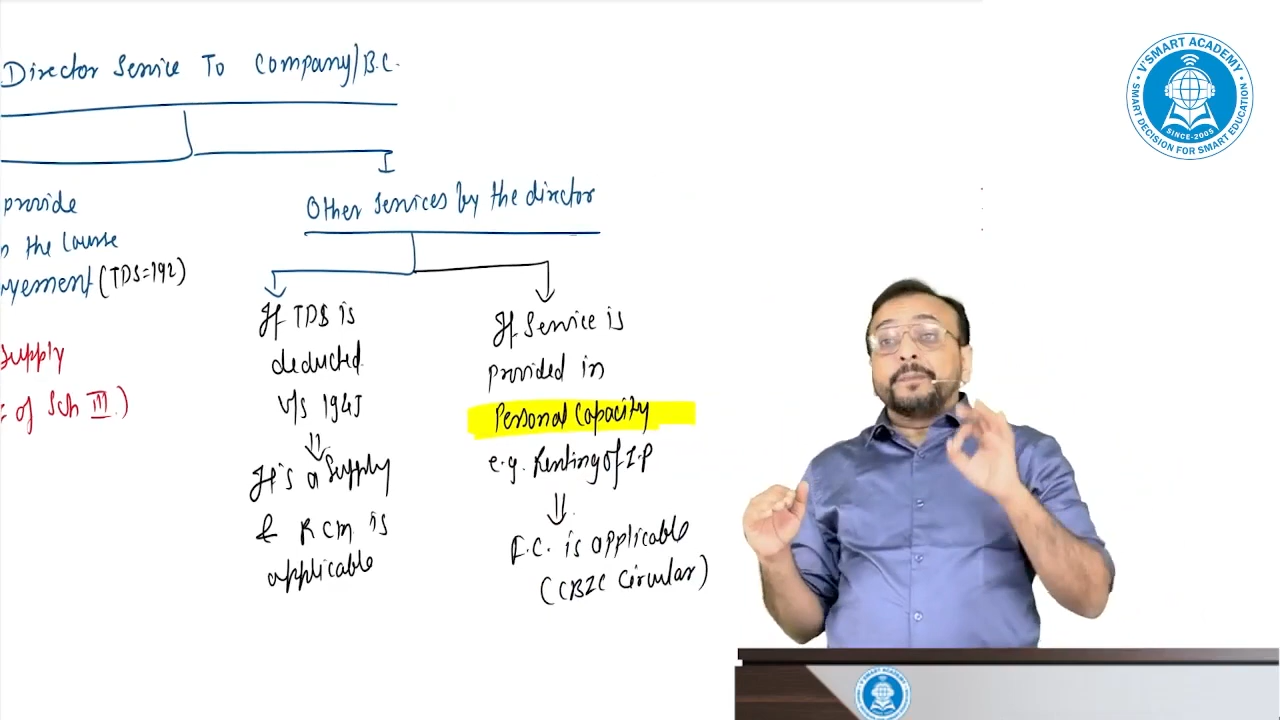 Director Service To Company/B.C.
provide
n the Course
oyement (TDS=192)
Supply
of Sch III)
Other Services by the director
If TDS is
deducted
u/s 194J
It's a Supply
& RCM is
applicable
If Service is
provided in
Personal Capacity
e.g. Renting of I.P
F.C. is applicable
(CBIC Circular)
V'SMART ACADEMY
SMART DECISION FOR SMART EDUCATION
SINCE-2005